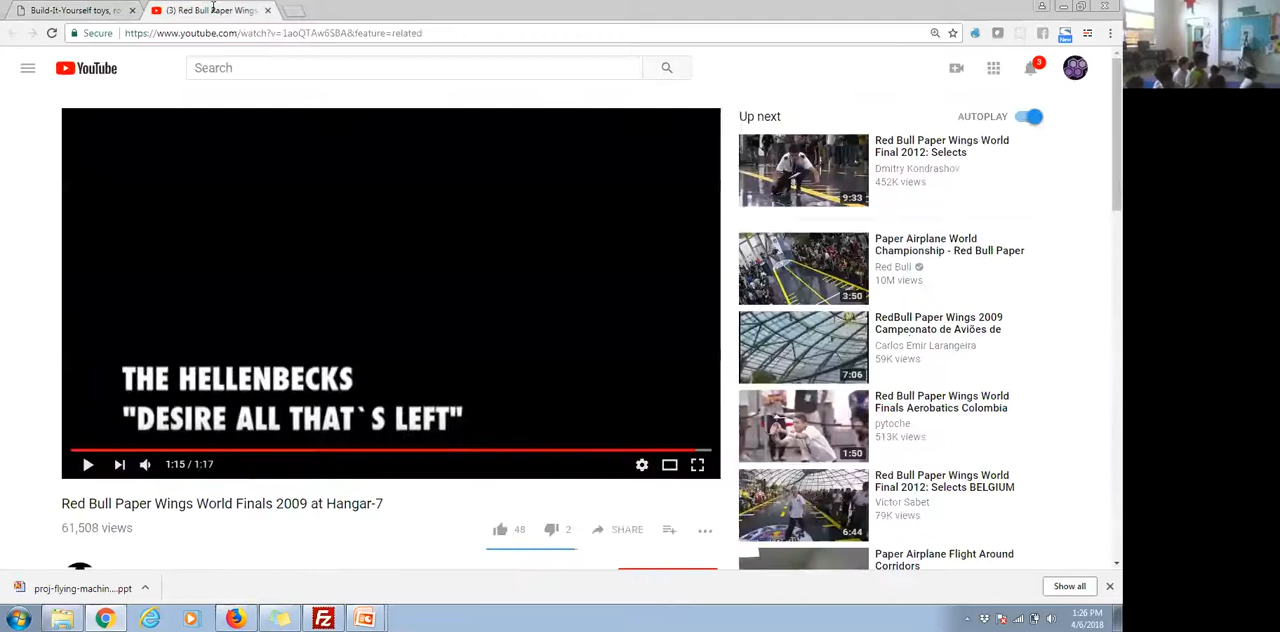 Build-It-Yourself toys, ro
(3) Red Bull Paper Wings
Secure
https://www.youtube.com/watch?v=1aoQTAw6SBA&feature=related
New
YouTube
Search
3
THE HELLENBECKS
"DESIRE ALL THAT`S LEFT"
1:15 / 1:17
Red Bull Paper Wings World Finals 2009 at Hangar-7
61,508 views
48
2
SHARE
Up next
AUTOPLAY
Red Bull Paper Wings World
Final 2012: Selects
Dmitry Kondrashov
452K views
9:33
Paper Airplane World
Championship - Red Bull Paper
Red Bull
10M views
3:50
RedBull Paper Wings 2009
Campeonato de Aviões de
Carlos Emir Larangeira
59K views
7:06
Red Bull Paper Wings World
Finals Aerobatics Colombia
pytoche
513K views
1:50
Red Bull Paper Wings World
Final 2012: Selects BELGIUM
Victor Sabet
79K views
6:44
Paper Airplane Flight Around
Corridors
proj-flying-machin....ppt
Show all
1:26 PM
4/6/2018